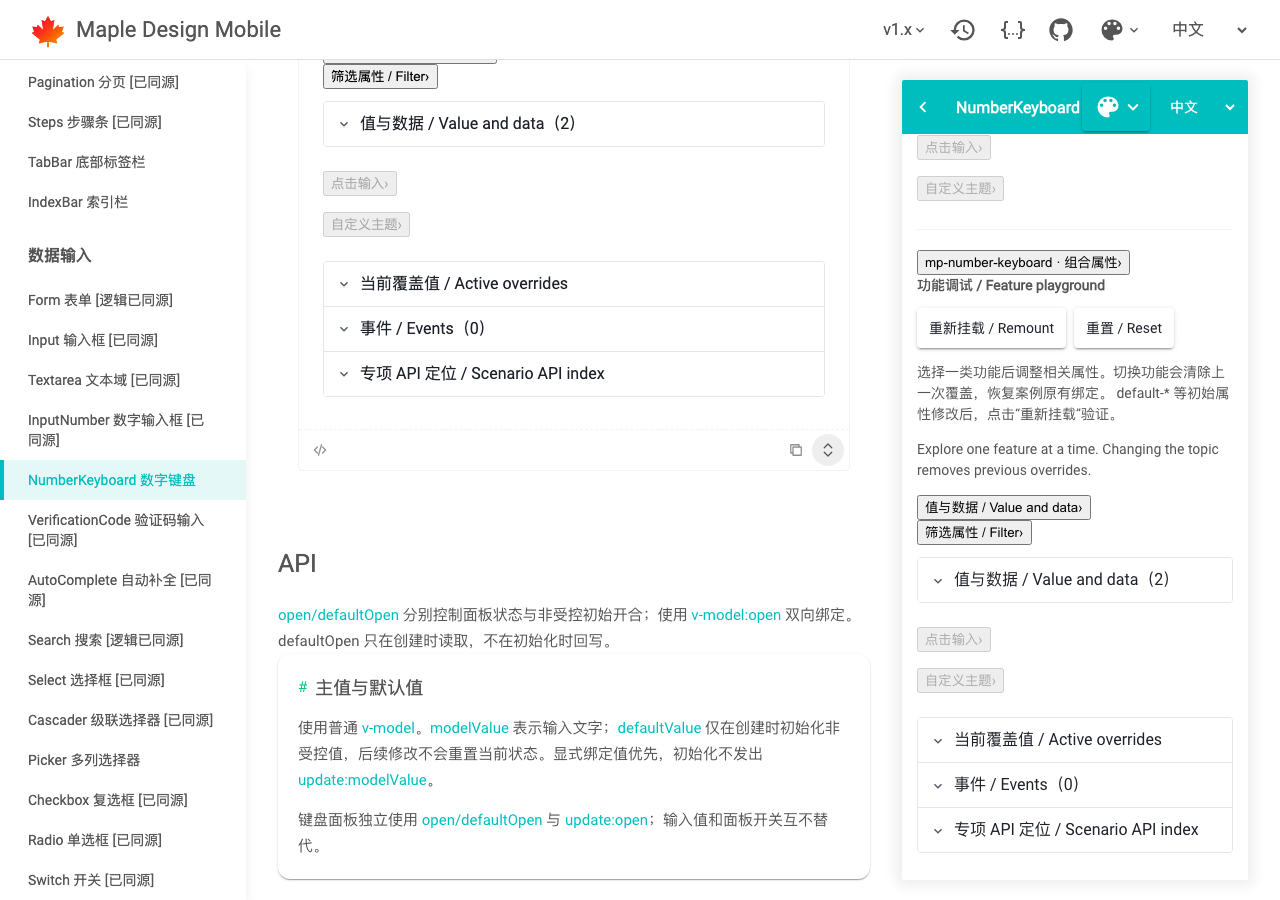 Maple Design Mobile
v1.x
中文
Pagination 分页 [已同源]
Steps 步骤条 [已同源]
TabBar 底部标签栏
IndexBar 索引栏
数据输入
Form 表单 [逻辑已同源]
Input 输入框 [已同源]
Textarea 文本域 [已同源]
InputNumber 数字输入框 [已
同源]
NumberKeyboard 数字键盘
VerificationCode 验证码输入
[已同源]
AutoComplete 自动补全 [已同
源]
Search 搜索 [逻辑已同源]
Select 选择框 [已同源]
Cascader 级联选择器 [已同源]
Picker 多列选择器
Checkbox 复选框 [已同源]
Radio 单选框 [已同源]
Switch 开关 [已同源]
筛选属性 / Filter›
值与数据 / Value and data（2）
点击输入›
自定义主题›
当前覆盖值 / Active overrides
事件 / Events（0）
专项 API 定位 / Scenario API index
API
open/defaultOpen 分别控制面板状态与非受控初始开合；使用 v-model:open 双向绑定。
defaultOpen 只在创建时读取，不在初始化时回写。
# 主值与默认值
使用普通 v-model。modelValue 表示输入文字；defaultValue 仅在创建时初始化非
受控值，后续修改不会重置当前状态。显式绑定值优先，初始化不发出
update:modelValue。
键盘面板独立使用 open/defaultOpen 与 update:open；输入值和面板开关互不替
代。
NumberKeyboard
中文
点击输入›
自定义主题›
mp-number-keyboard · 组合属性›
功能调试 / Feature playground
重新挂载 / Remount
重置 / Reset
选择一类功能后调整相关属性。切换功能会清除上
一次覆盖，恢复案例原有绑定。 default-* 等初始属
性修改后，点击“重新挂载”验证。
Explore one feature at a time. Changing the topic
removes previous overrides.
值与数据 / Value and data›
筛选属性 / Filter›
值与数据 / Value and data（2）
点击输入›
自定义主题›
当前覆盖值 / Active overrides
事件 / Events（0）
专项 API 定位 / Scenario API index